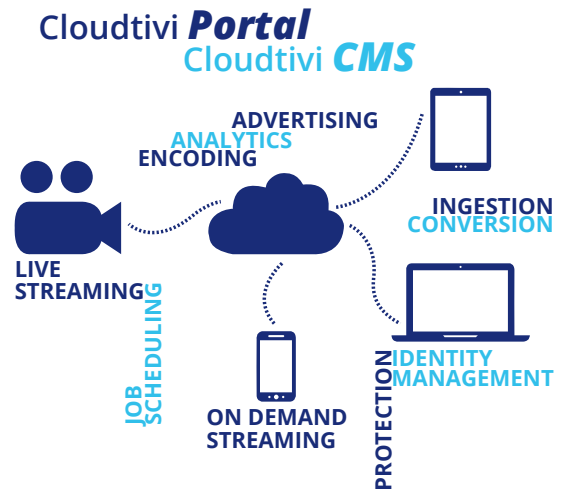 Cloudtivi Portal
Cloudtivi CMS
ADVERTISING
ANALYTICS
ENCODING
INGESTION
CONVERSION
LIVE
STREAMING
JOB
SCHEDULING
IDENTITY
MANAGEMENT
PROTECTION
ON DEMAND
STREAMING